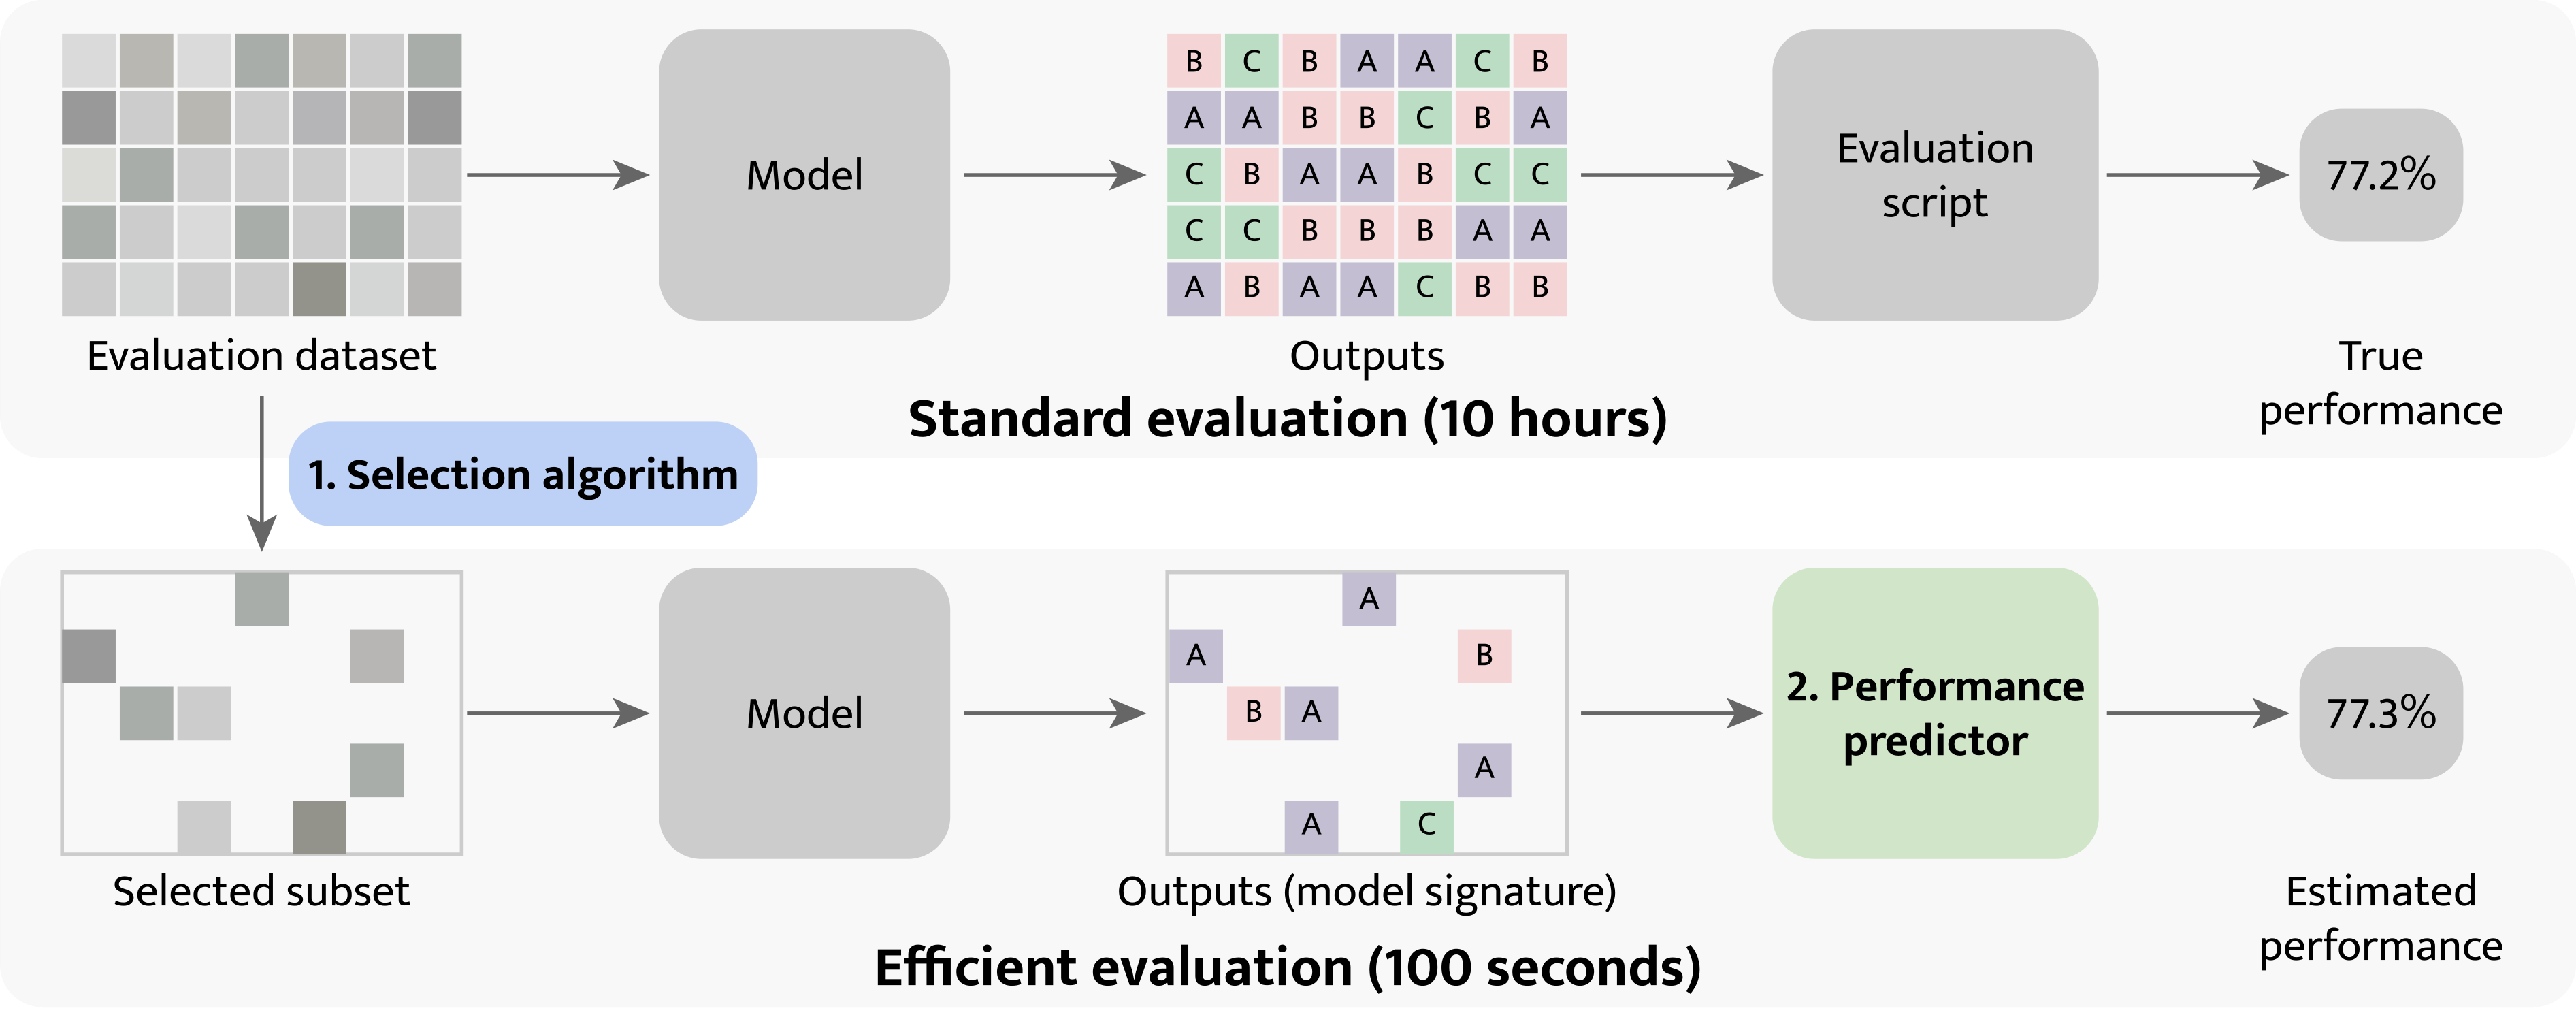 B C B A A C B
A A B B C B A
C B A A B C C
C C B B B A A
A B A A C B B
Model
Evaluation
script
77.2%
Evaluation dataset
Outputs
True
performance
Standard evaluation (10 hours)
1. Selection algorithm
A
A B
B A
A
A C
Model
2. Performance
predictor
77.3%
Selected subset
Outputs (model signature)
Estimated
performance
Efficient evaluation (100 seconds)